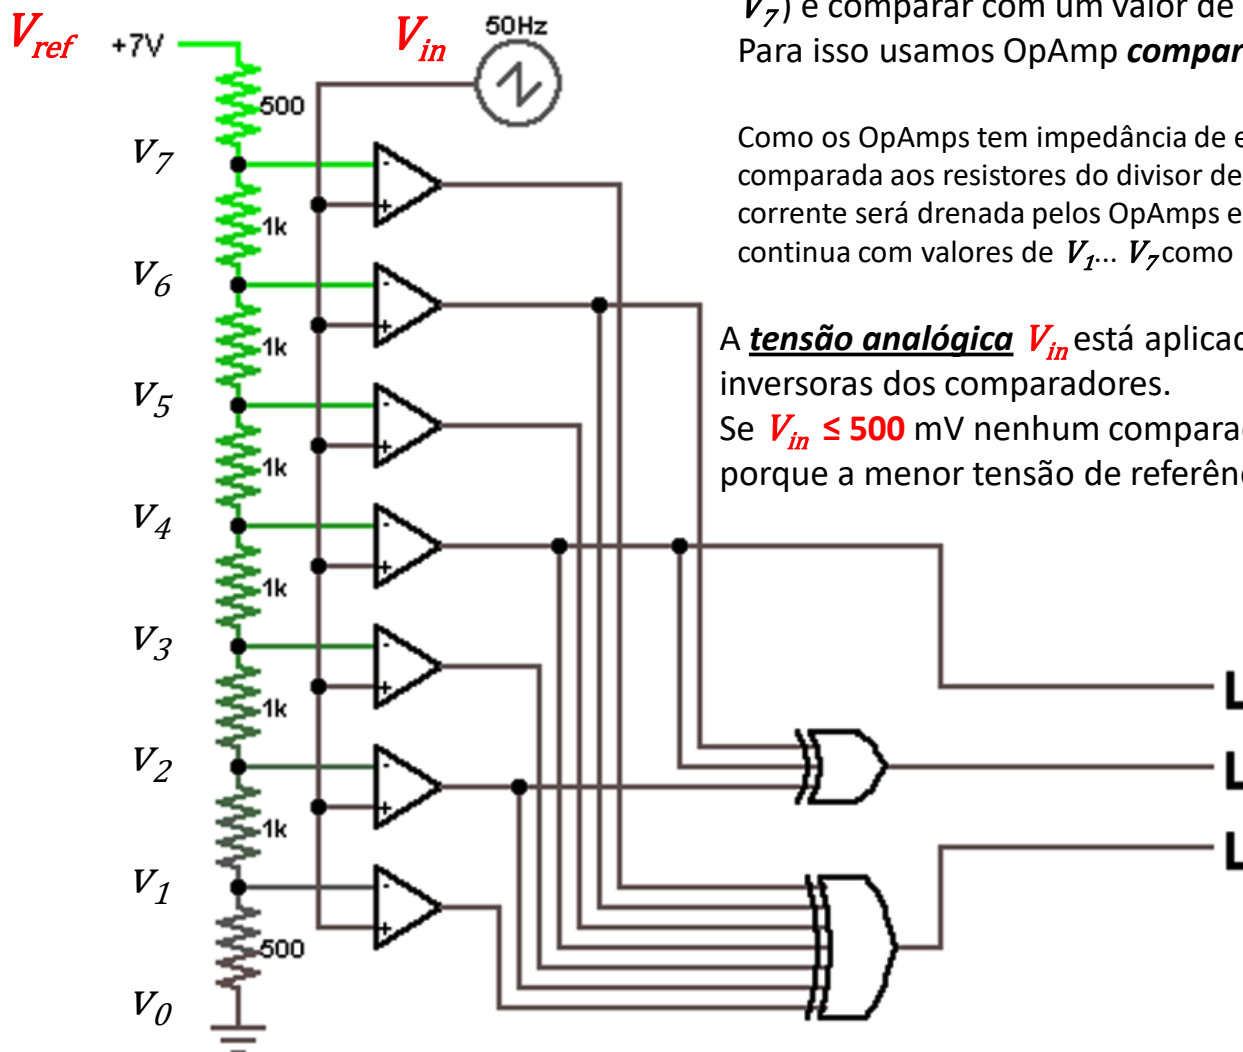 V₇) e comparar com um valor de
Para isso usamos OpAmp compar
Como os OpAmps tem impedância de e
comparada aos resistores do divisor de
corrente será drenada pelos OpAmps e
continua com valores de V₁... V₇ como
A tensão analógica Vin está aplicad
inversoras dos comparadores.
Se Vin ≤ 500 mV nenhum compara
porque a menor tensão de referênc
Vref +7V
Vin
50Hz
500
V₇
- +
1k
V₆
- +
1k
V₅
- +
1k
V₄
- +
1k
V₃
- +
1k
V₂
- +
1k
V₁
- +
500
V₀
L
L
L